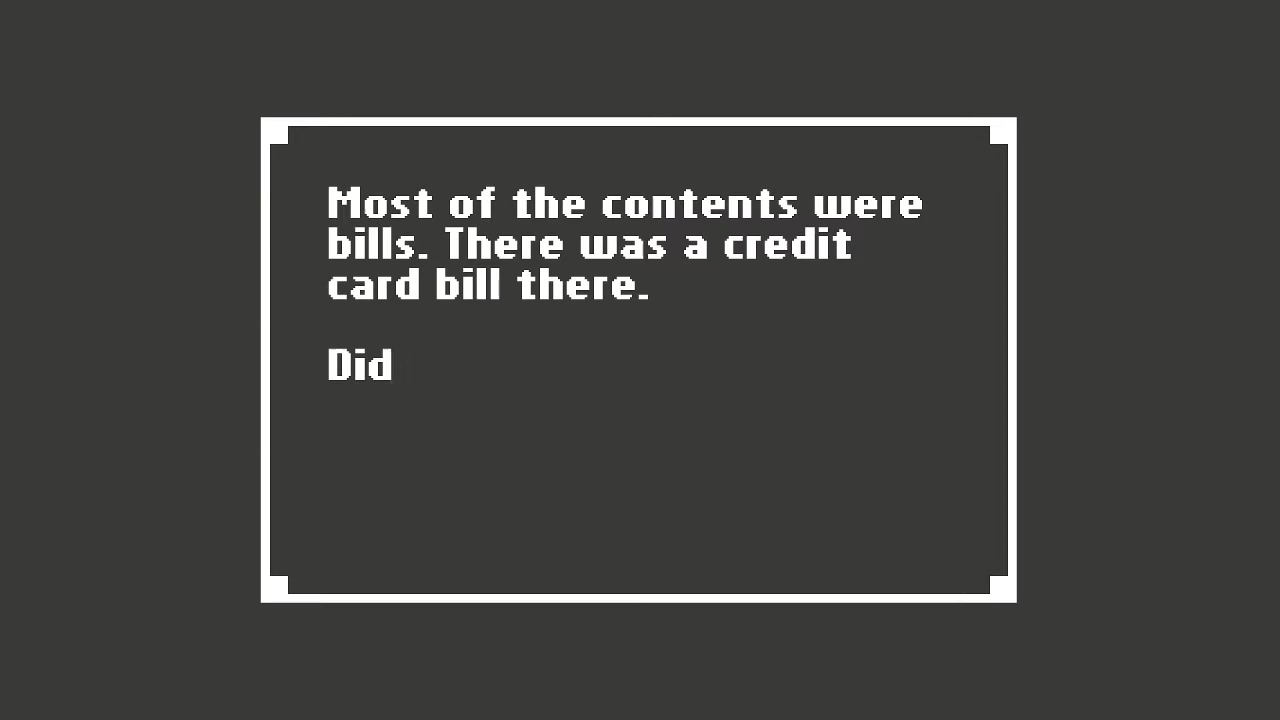 Most of the contents were
bills. There was a credit
card bill there.
Did